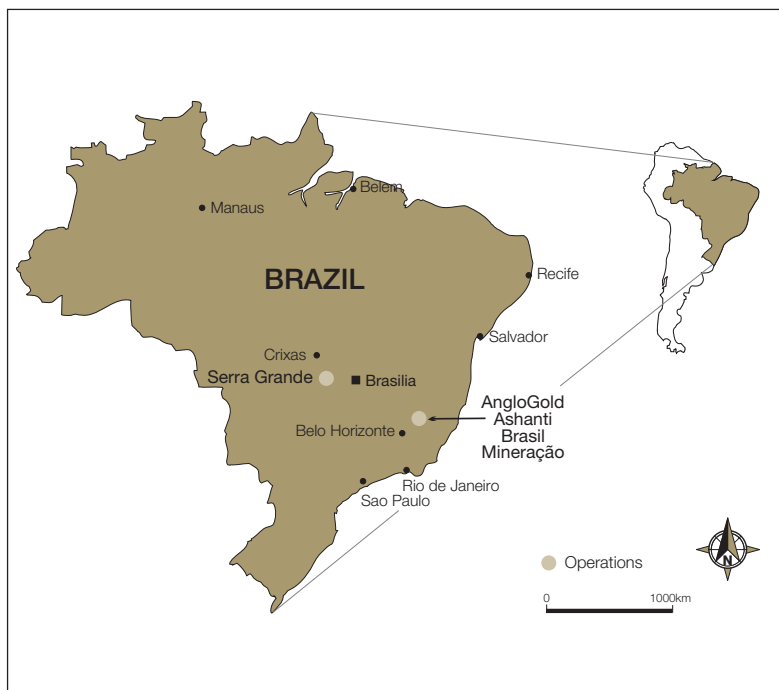 Belem
Manaus
BRAZIL
Recife
Salvador
Crixas
Serra Grande
Brasilia
AngloGold
Ashanti
Brasil
Mineração
Belo Horizonte
Rio de Janeiro
Sao Paulo
N
Operations
0 1000km